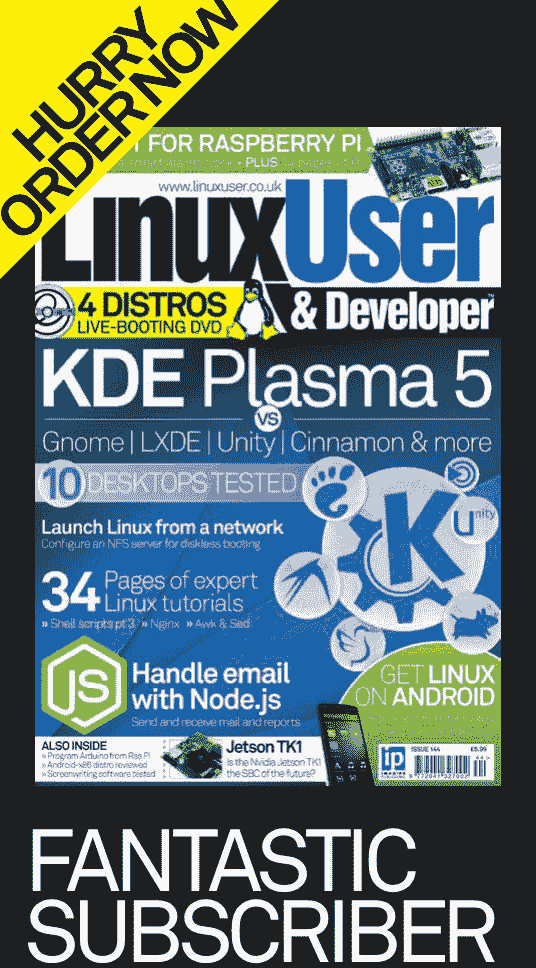 HURRY
ORDER NOW
FOR RASPBERRY PI
PLUS
www.linuxuser.co.uk
LinuxUser
& Developer
4 DISTROS
LIVE-BOOTING DVD
KDE Plasma 5
VS
Gnome | LXDE | Unity | Cinnamon & more
10 DESKTOPS TESTED
Launch Linux from a network
Configure an NFS server for diskless booting
34 Pages of expert
Linux tutorials
» Shell scripts pt 3 » Nginx » Awk & Sed
K
Unity
JS
Handle email
with Node.js
Send and receive mail and reports
GET LINUX
ON ANDROID
ALSO INSIDE
» Program Arduino from Ras Pi
» Android-x86 distro reviewed
» Screenwriting software tested
Jetson TK1
Is the Nvidia Jetson TK1
the SBC of the future?
ip
ISSUE 144
£5.99
FANTASTIC
SUBSCRIBER